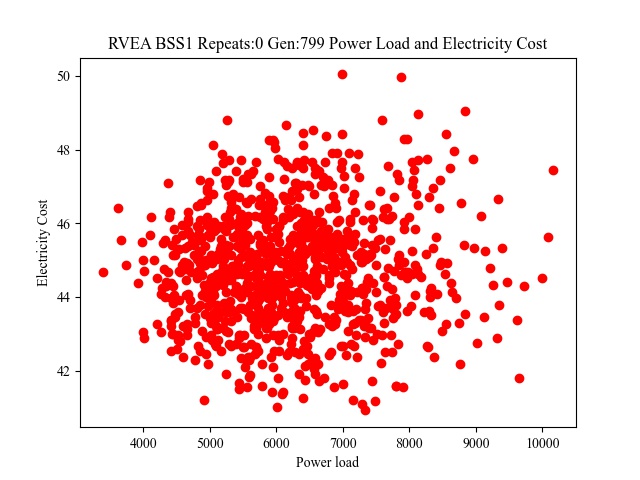 RVEA BSS1 Repeats:0 Gen:799 Power Load and Electricity Cost
50
48
46
44
42
Electricity Cost
4000 5000 6000 7000 8000 9000 10000
Power load